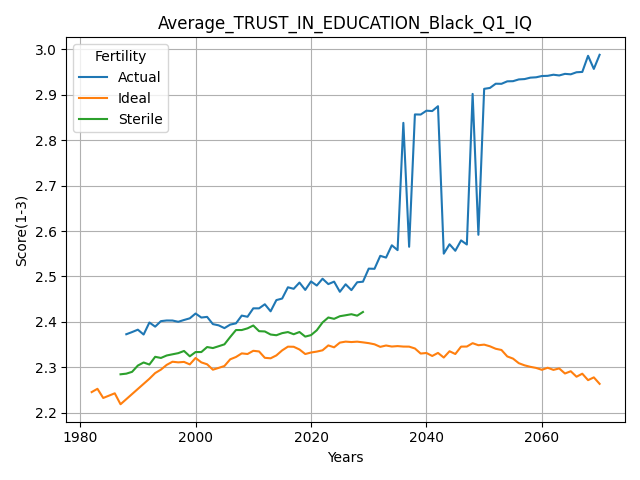 Average_TRUST_IN_EDUCATION_Black_Q1_IQ
Fertility
Actual
Ideal
Sterile
Score(1-3)
3.0
2.9
2.8
2.7
2.6
2.5
2.4
2.3
2.2
1980
2000
2020
2040
2060
Years